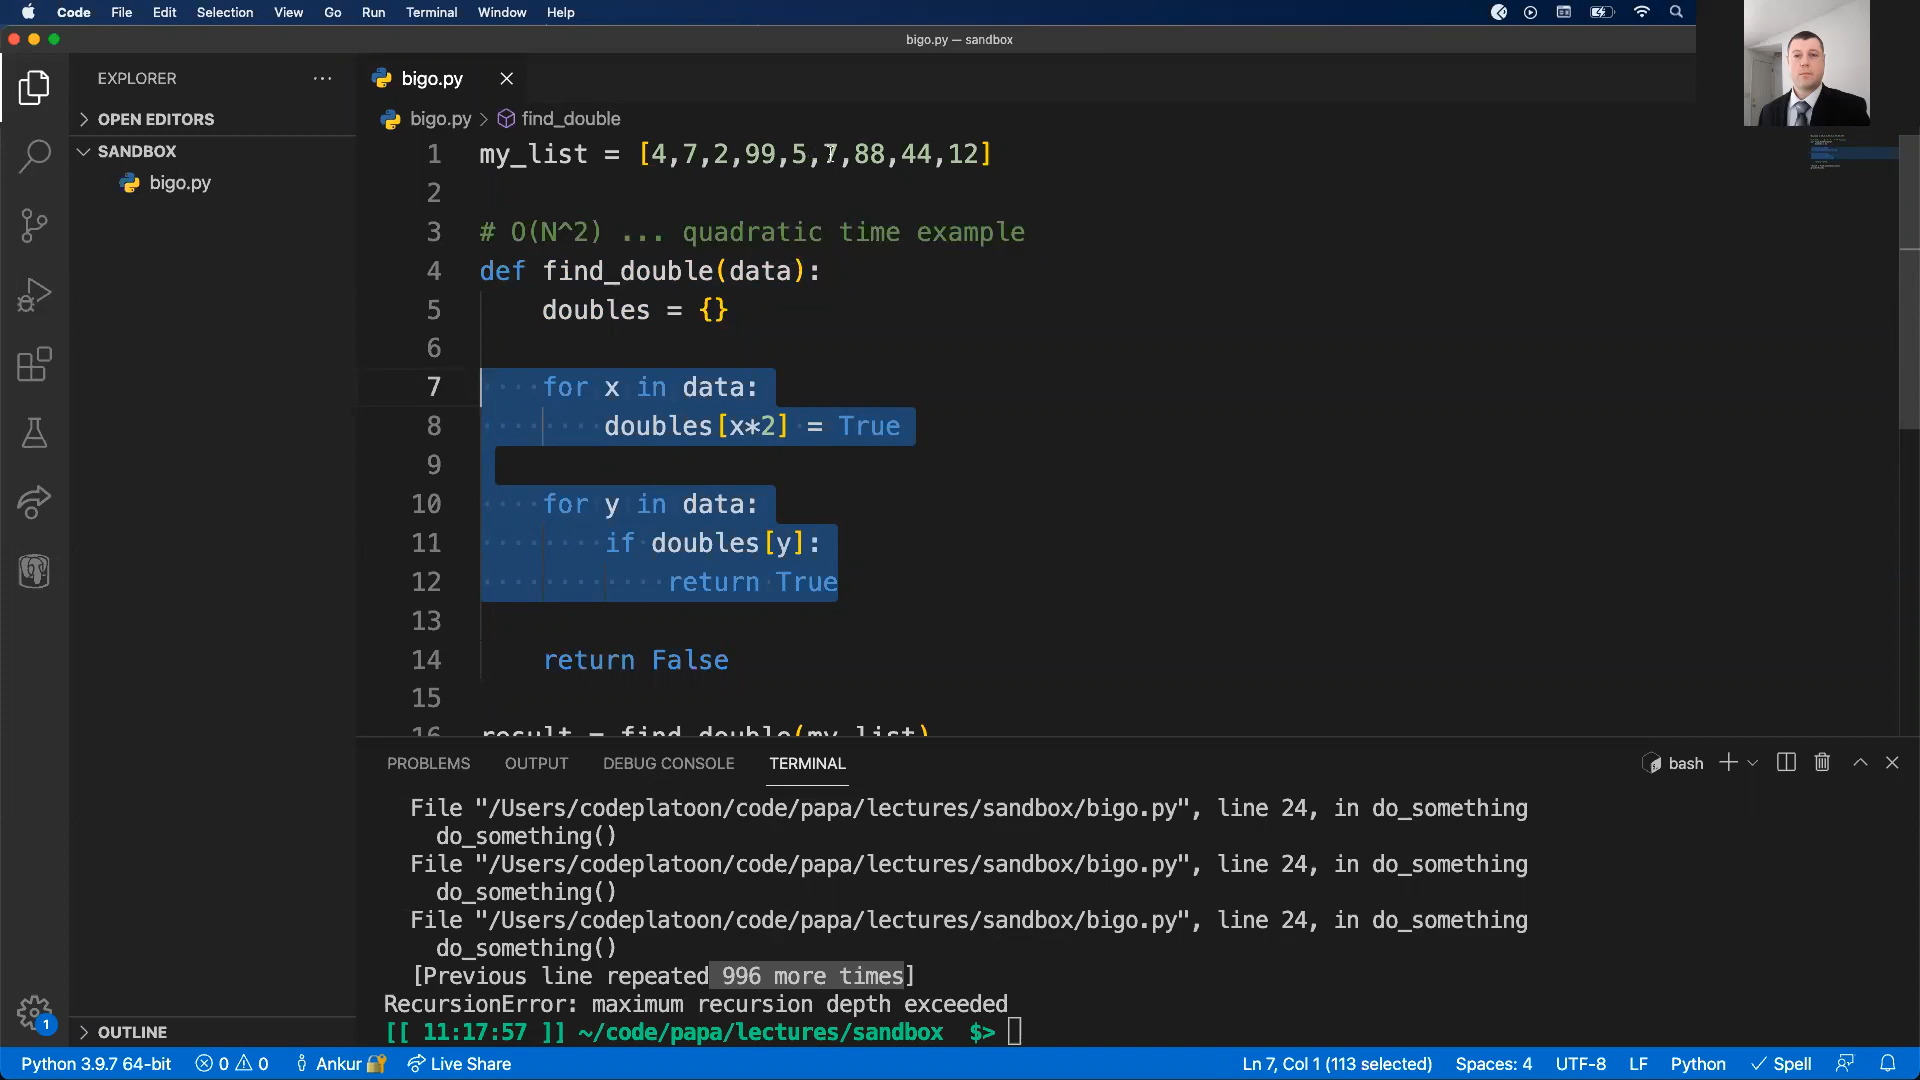 Code File Edit Selection View Go Run Terminal Window Help
bigo.py — sandbox
EXPLORER ...
OPEN EDITORS
SANDBOX
bigo.py
OUTLINE
bigo.py
bigo.py > find_double
1 my_list = [4,7,2,99,5,7,88,44,12]
2
3 # O(N^2) ... quadratic time example
4 def find_double(data):
5 doubles = {}
6
7 for x in data:
8 doubles[x*2] = True
9
10 for y in data:
11 if doubles[y]:
12 return True
13
14 return False
15
16 result = find_double(my_list)
PROBLEMS OUTPUT DEBUG CONSOLE TERMINAL
bash
File "/Users/codeplatoon/code/papa/lectures/sandbox/bigo.py", line 24, in do_something
do_something()
File "/Users/codeplatoon/code/papa/lectures/sandbox/bigo.py", line 24, in do_something
do_something()
File "/Users/codeplatoon/code/papa/lectures/sandbox/bigo.py", line 24, in do_something
do_something()
[Previous line repeated 996 more times]
RecursionError: maximum recursion depth exceeded
[[ 11:17:57 ]] ~/code/papa/lectures/sandbox $>
1
Python 3.9.7 64-bit 0 0 Ankur Live Share Ln 7, Col 1 (113 selected) Spaces: 4 UTF-8 LF Python Spell